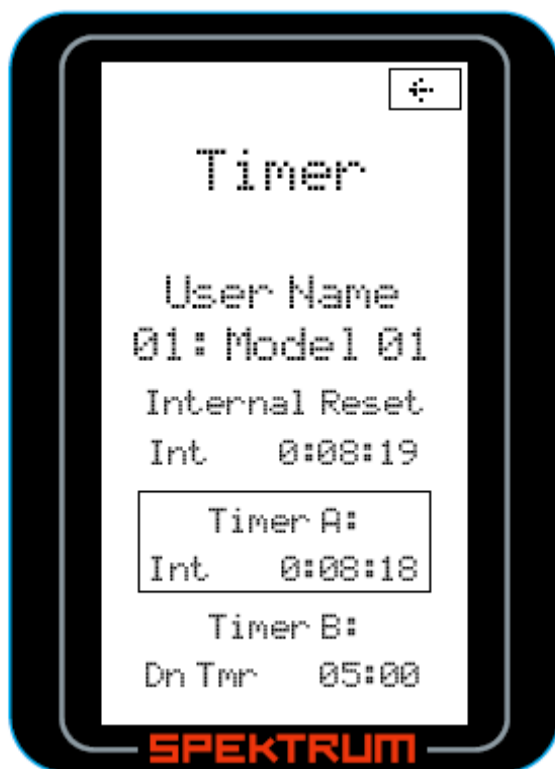 Timer
User Name
01: Model 01
Internal Reset
Int 0:08:19
Timer A:
Int 0:08:18
Timer B:
Dn Tmr 05:00
SPEKTRUM